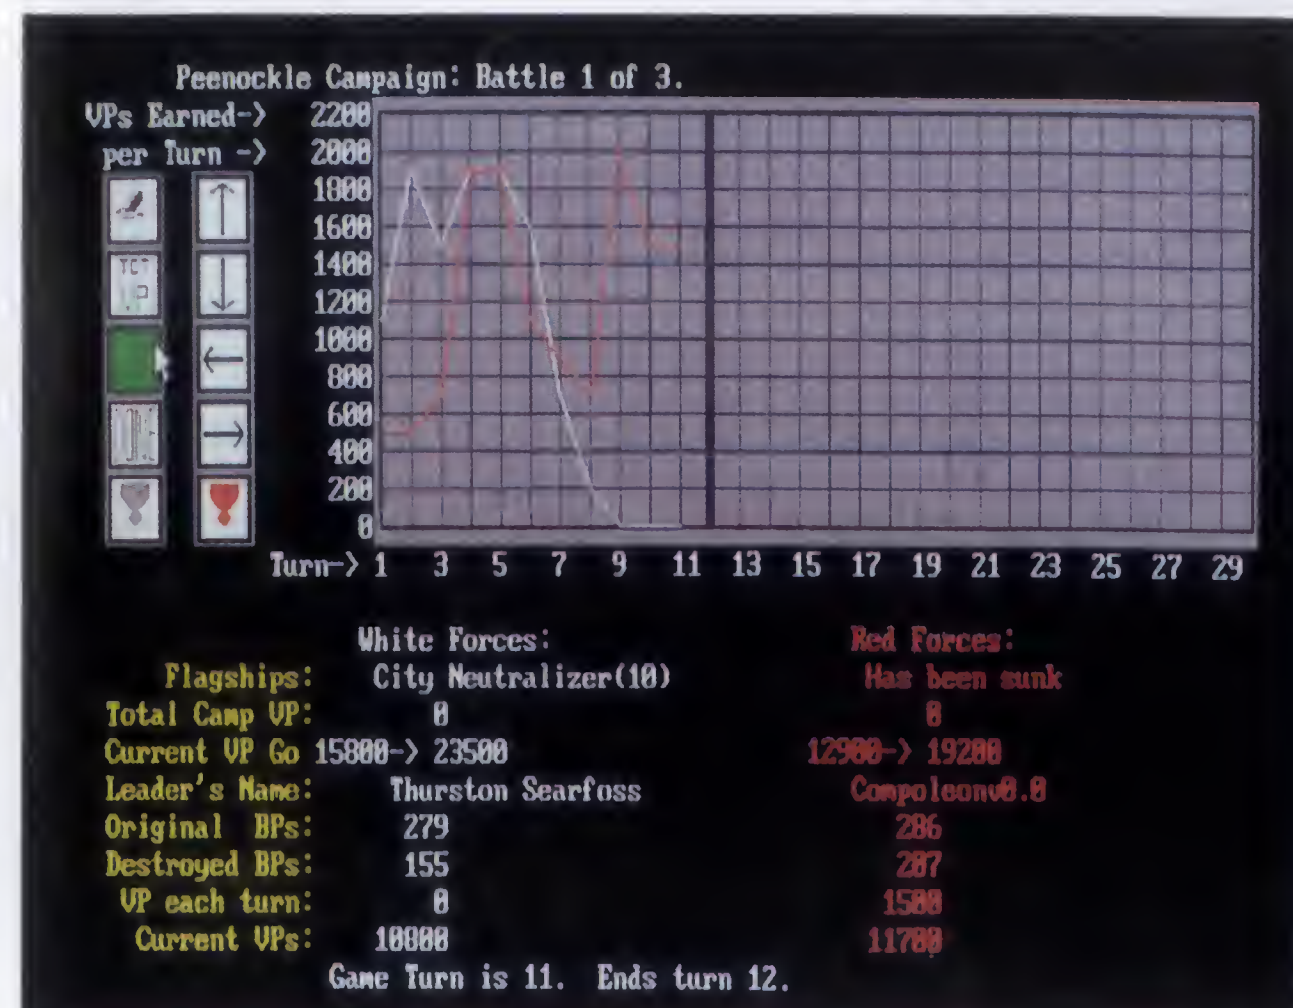 Peenockle Campaign: Battle 1 of 3.
VPs Earned->
per Turn ->
2200
2000
1800
1600
1400
1200
1000
800
600
400
200
0
Turn-> 1 3 5 7 9 11 13 15 17 19 21 23 25 27 29
White Forces: Red Forces:
Flagships: City Neutralizer(10) Has been sunk
Total Camp VP: 0 0
Current VP Go 15800-> 23500 12900-> 19200
Leader's Name: Thurston Searfoss Compoleonv0.0
Original BPs: 279 286
Destroyed BPs: 155 207
VP each turn: 0 1500
Current VPs: 10800 11700
Game Turn is 11. Ends turn 12.